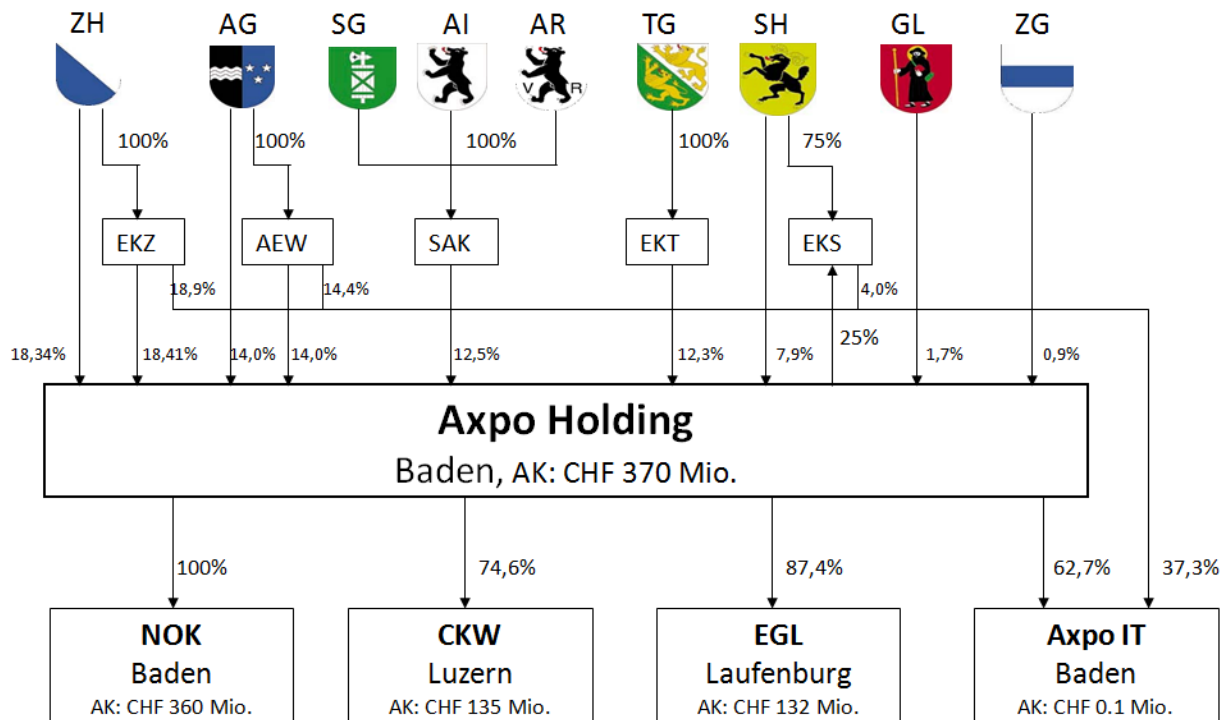 ZH AG SG AI AR TG SH GL ZG
V R
100% 100% 100% 100% 75%
EKZ AEW SAK EKT EKS
18,9% 14,4% 4,0%
25%
18,34% 18,41% 14,0% 14,0% 12,5% 12,3% 7,9% 1,7% 0,9%
Axpo Holding
Baden, AK: CHF 370 Mio.
100% 74,6% 87,4% 62,7% 37,3%
NOK CKW EGL Axpo IT
Baden Luzern Laufenburg Baden
AK: CHF 360 Mio. AK: CHF 135 Mio. AK: CHF 132 Mio. AK: CHF 0.1 Mio.